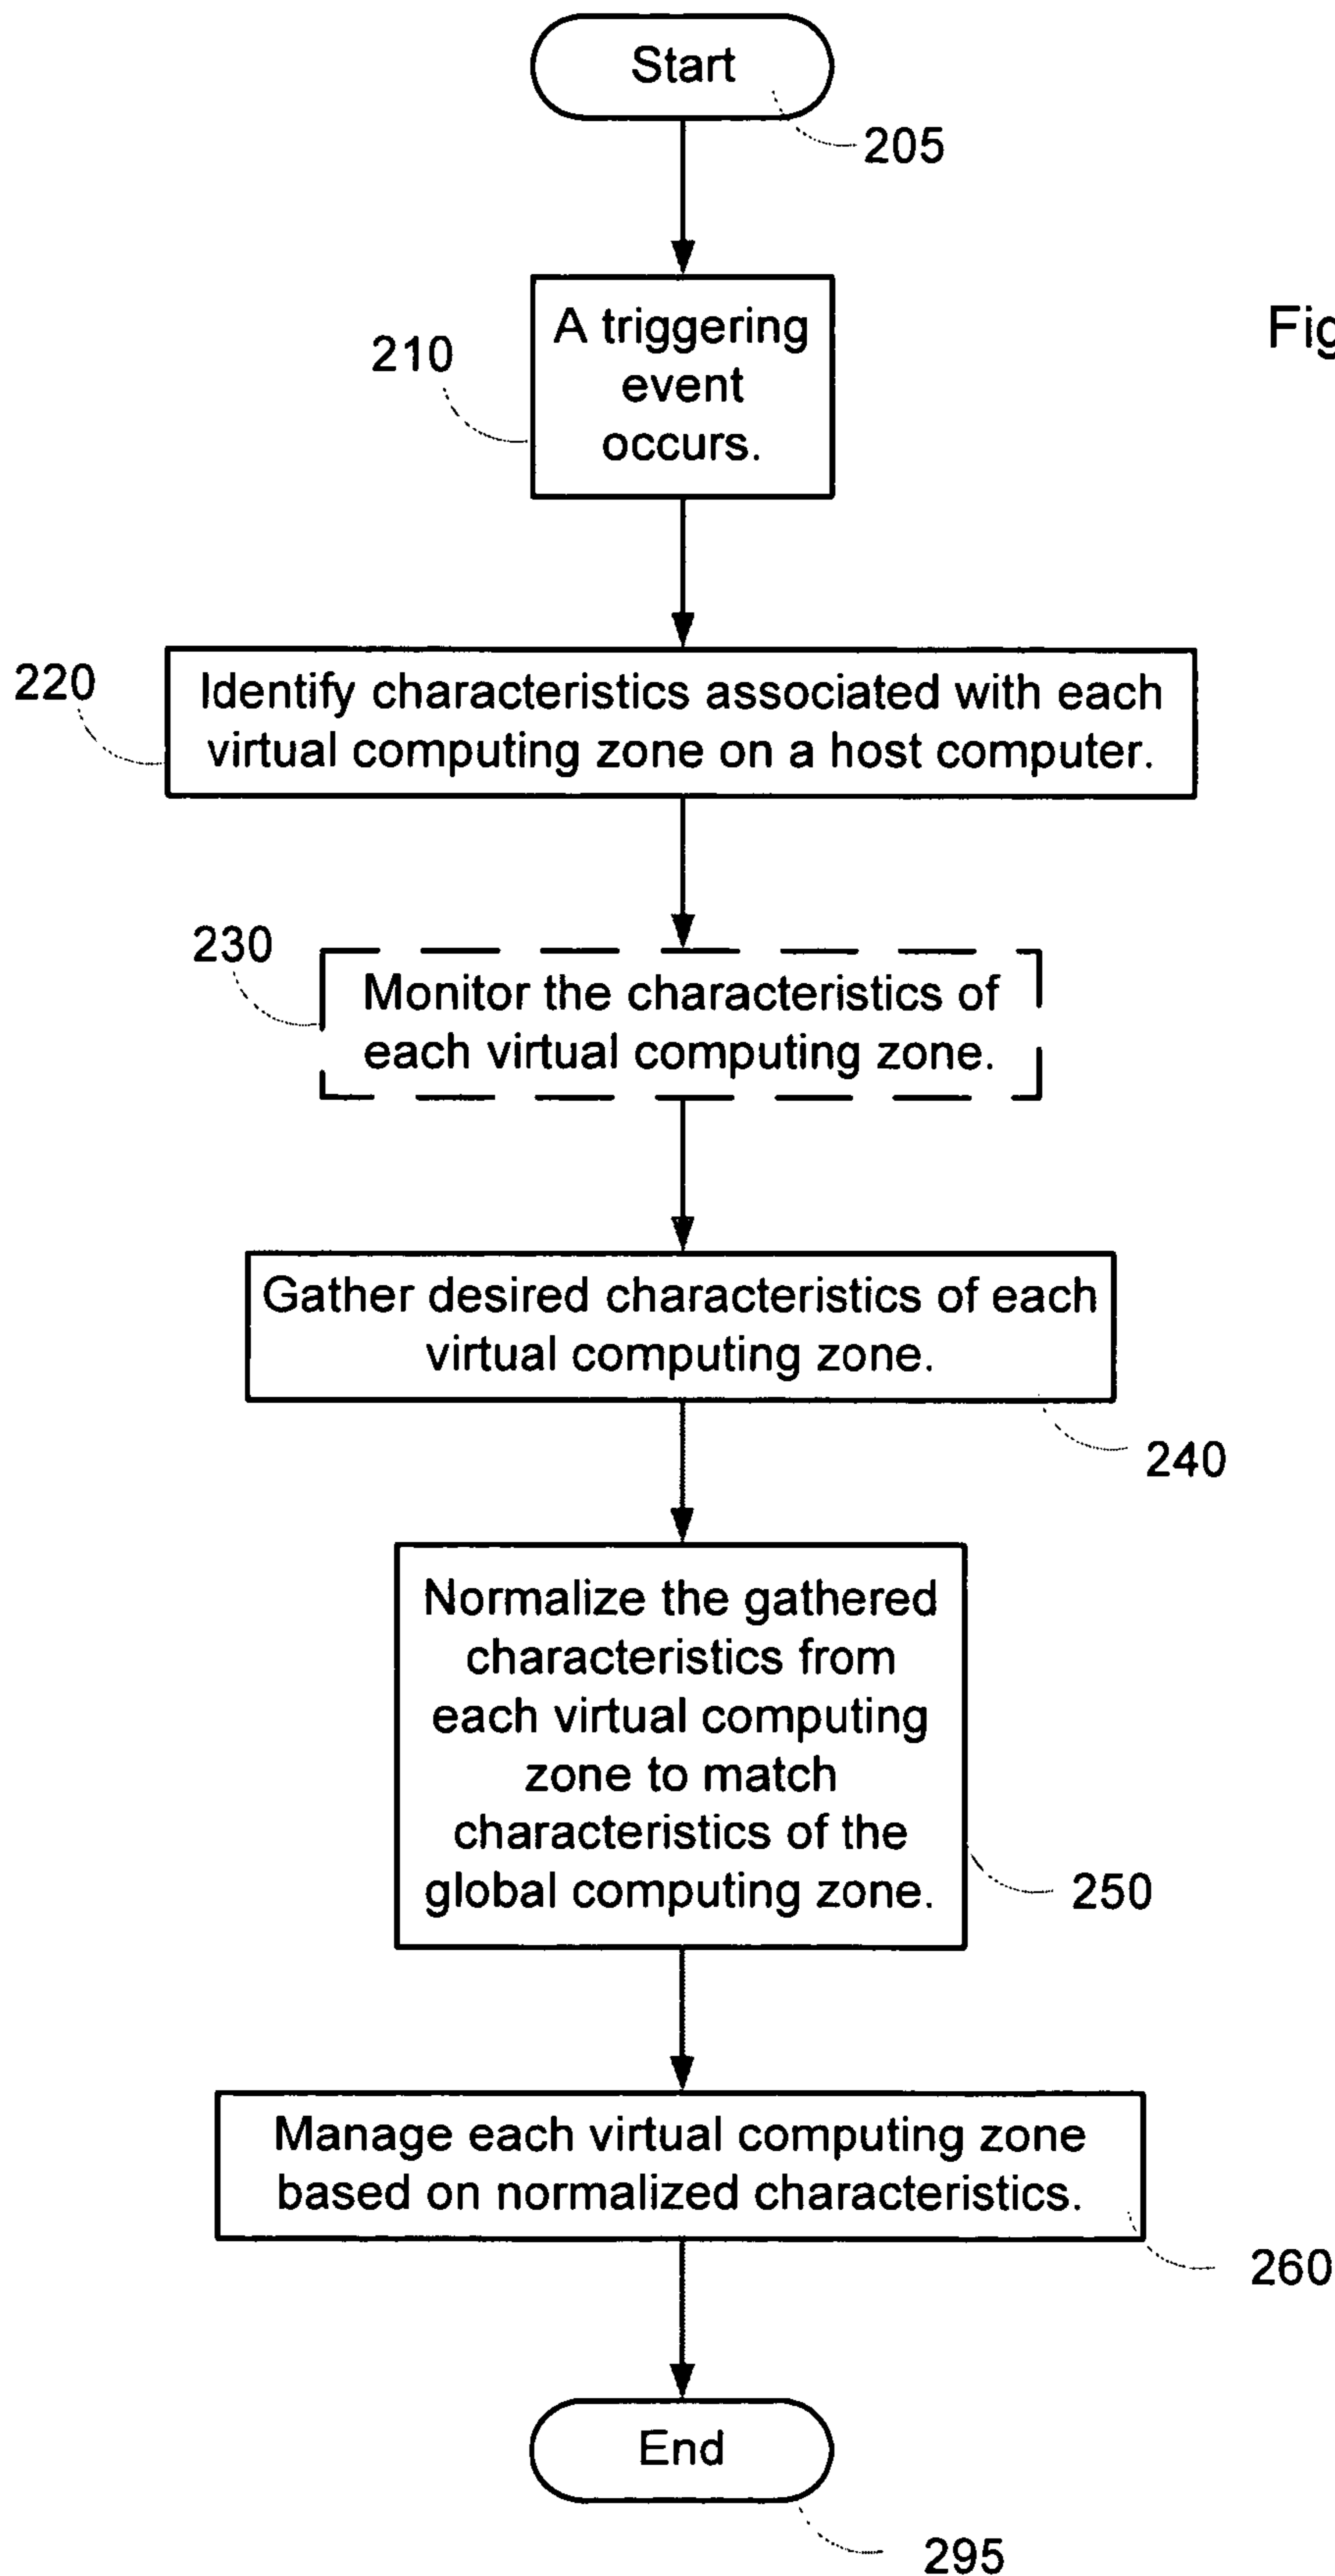 Start
205
Fig
A triggering
event
occurs.
210
220
Identify characteristics associated with each
virtual computing zone on a host computer.
230
Monitor the characteristics of
each virtual computing zone.
Gather desired characteristics of each
virtual computing zone.
240
Normalize the gathered
characteristics from
each virtual computing
zone to match
characteristics of the
global computing zone.
250
Manage each virtual computing zone
based on normalized characteristics.
260
End
295